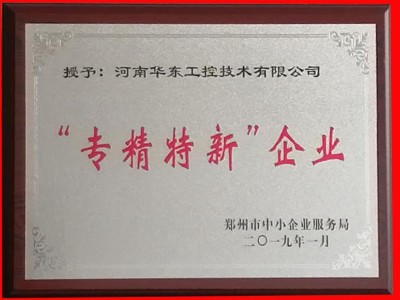 授予：河南华东工控技术有限公司
“专精特新”企业
郑州市中小企业服务局
二〇一九年一月